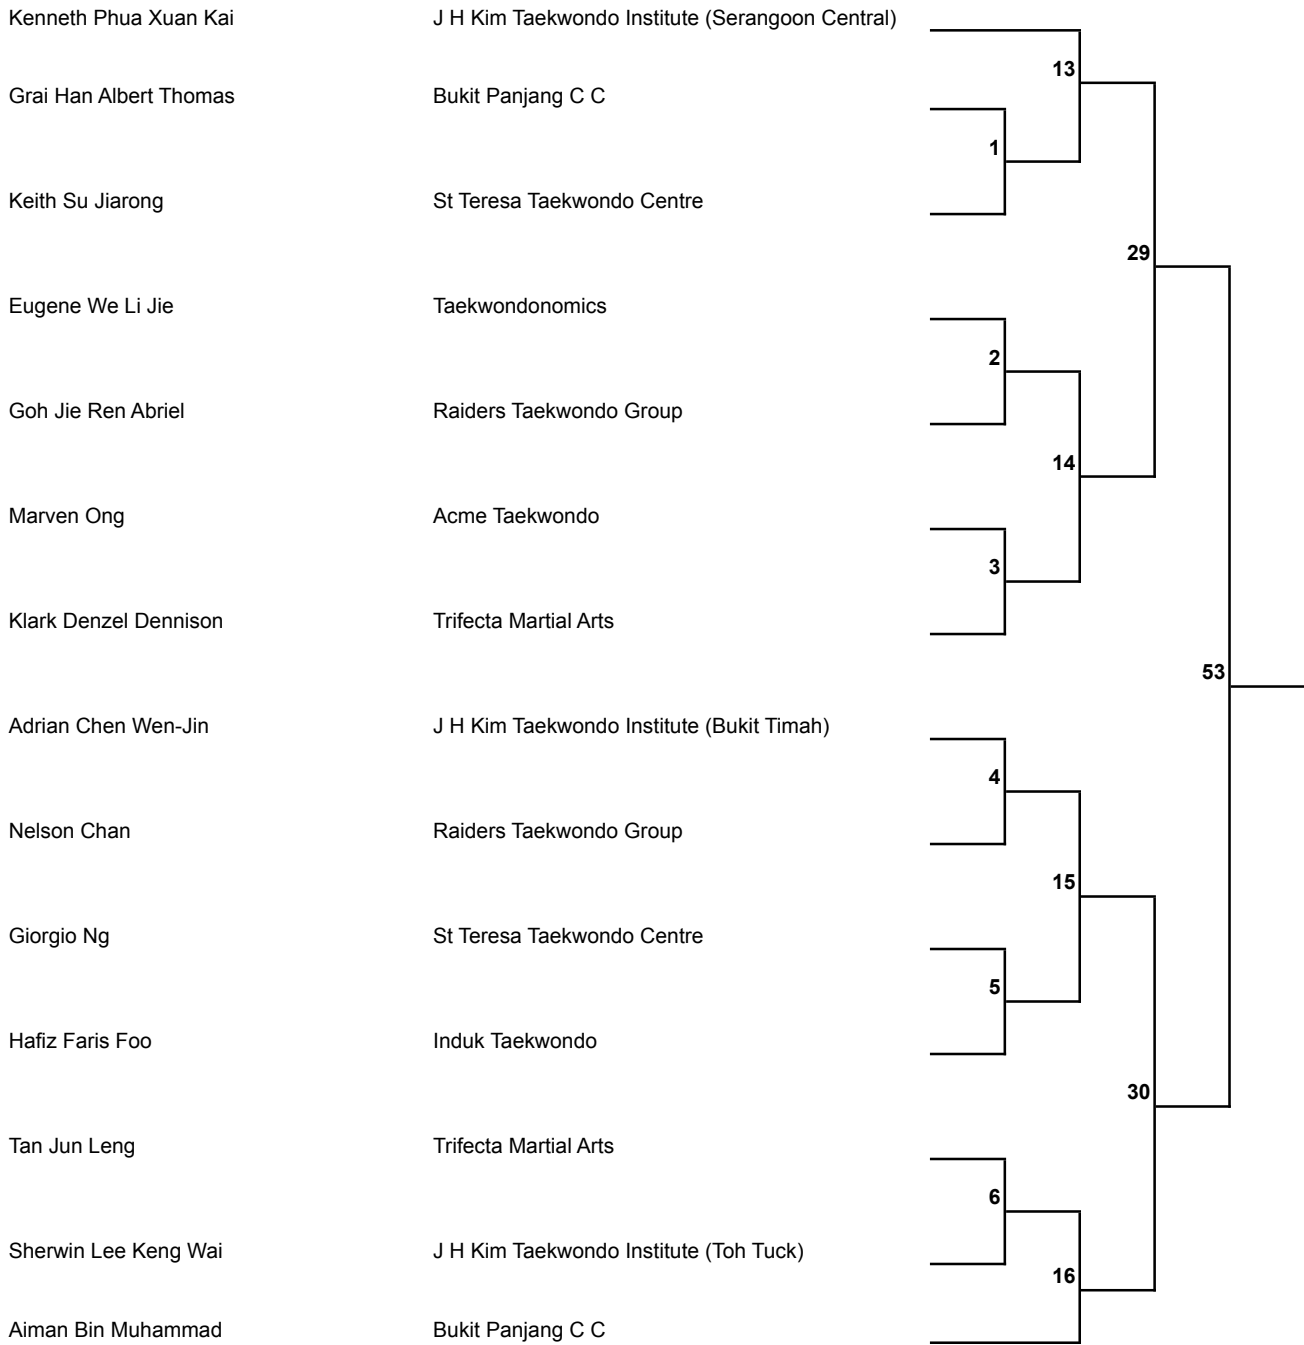 Kenneth Phua Xuan Kai J H Kim Taekwondo Institute (Serangoon Central)
13
Grai Han Albert Thomas Bukit Panjang C C
1
Keith Su Jiarong St Teresa Taekwondo Centre
29
Eugene We Li Jie Taekwondonomics
2
Goh Jie Ren Abriel Raiders Taekwondo Group
14
Marven Ong Acme Taekwondo
3
Klark Denzel Dennison Trifecta Martial Arts
53
Adrian Chen Wen-Jin J H Kim Taekwondo Institute (Bukit Timah)
4
Nelson Chan Raiders Taekwondo Group
15
Giorgio Ng St Teresa Taekwondo Centre
5
Hafiz Faris Foo Induk Taekwondo
30
Tan Jun Leng Trifecta Martial Arts
6
Sherwin Lee Keng Wai J H Kim Taekwondo Institute (Toh Tuck)
16
Aiman Bin Muhammad Bukit Panjang C C